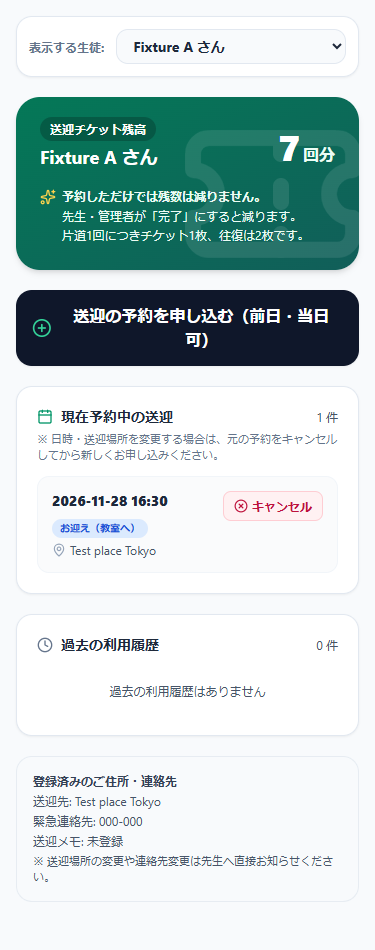 表示する生徒: Fixture A さん
送迎チケット残高
Fixture A さん
7 回分
予約しただけでは残数は減りません。
先生・管理者が「完了」にすると減ります。
片道1回につきチケット1枚、往復は2枚です。
送迎の予約を申し込む（前日・当日
可）
現在予約中の送迎 1 件
※ 日時・送迎場所を変更する場合は、元の予約をキャンセル
してから新しくお申し込みください。
2026-11-28 16:30
キャンセル
お迎え（教室へ）
Test place Tokyo
過去の利用履歴 0 件
過去の利用履歴はありません
登録済みのご住所・連絡先
送迎先: Test place Tokyo
緊急連絡先: 000-000
送迎メモ: 未登録
※ 送迎場所の変更や連絡先変更は先生へ直接お知らせくださ
い。